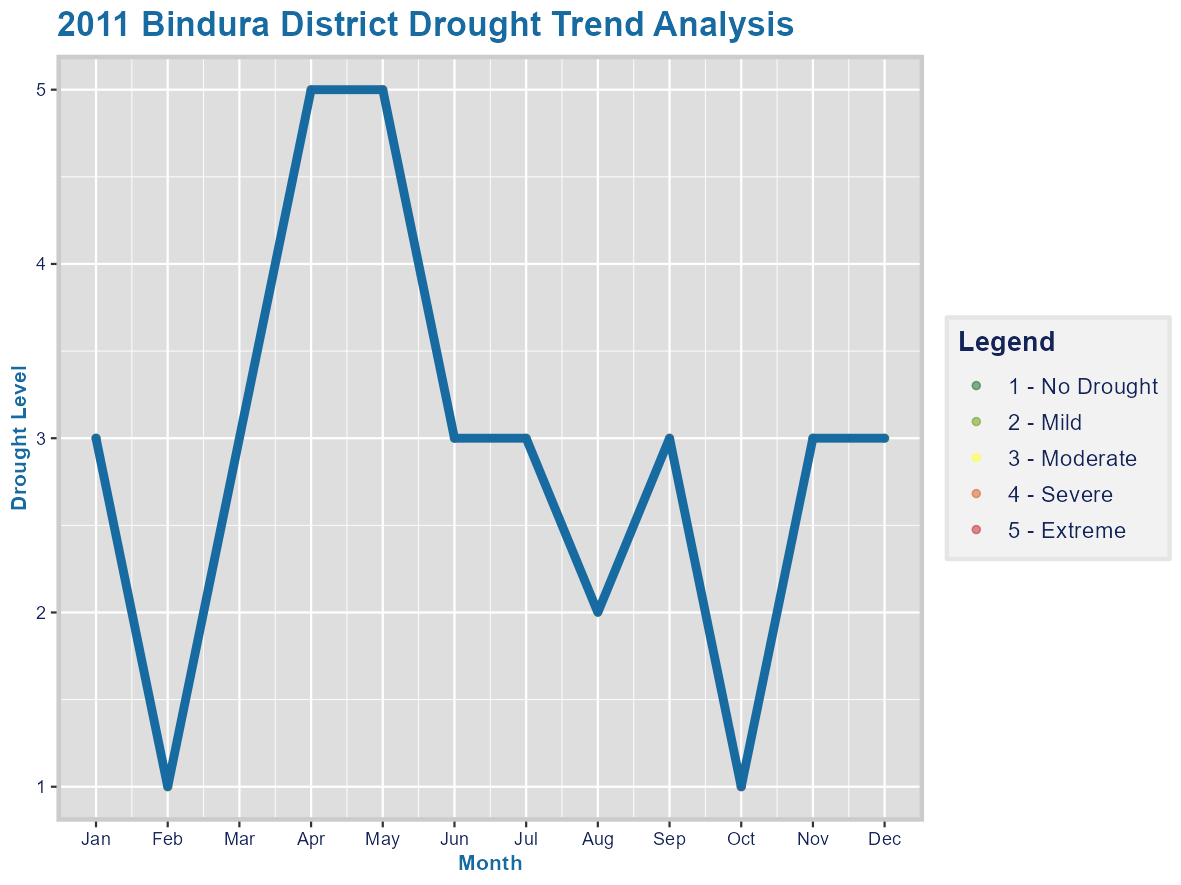 2011 Bindura District Drought Trend Analysis
Drought Level
5
4
3
2
1
Jan Feb Mar Apr May Jun Jul Aug Sep Oct Nov Dec
Month
Legend
1 - No Drought
2 - Mild
3 - Moderate
4 - Severe
5 - Extreme